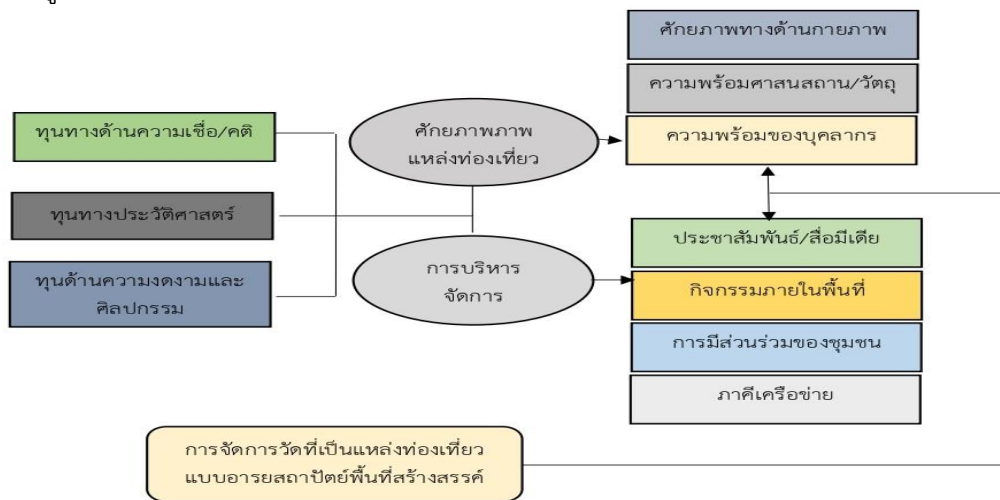 ทุนทางด้านความเชื่อ/คติ
ทุนทางประวัติศาสตร์
ทุนด้านความงดงามและ
ศิลปกรรม
ศักยภาพภาพ
แหล่งท่องเที่ยว
การบริหาร
จัดการ
ศักยภาพทางด้านกายภาพ
ความพร้อมศาสนสถาน/วัตถุ
ความพร้อมของบุคลากร
ประชาสัมพันธ์/สื่อมีเดีย
กิจกรรมภายในพื้นที่
การมีส่วนร่วมของชุมชน
ภาคีเครือข่าย
การจัดการวัดที่เป็นแหล่งท่องเที่ยว
แบบอารยสถาปัตย์พื้นที่สร้างสรรค์